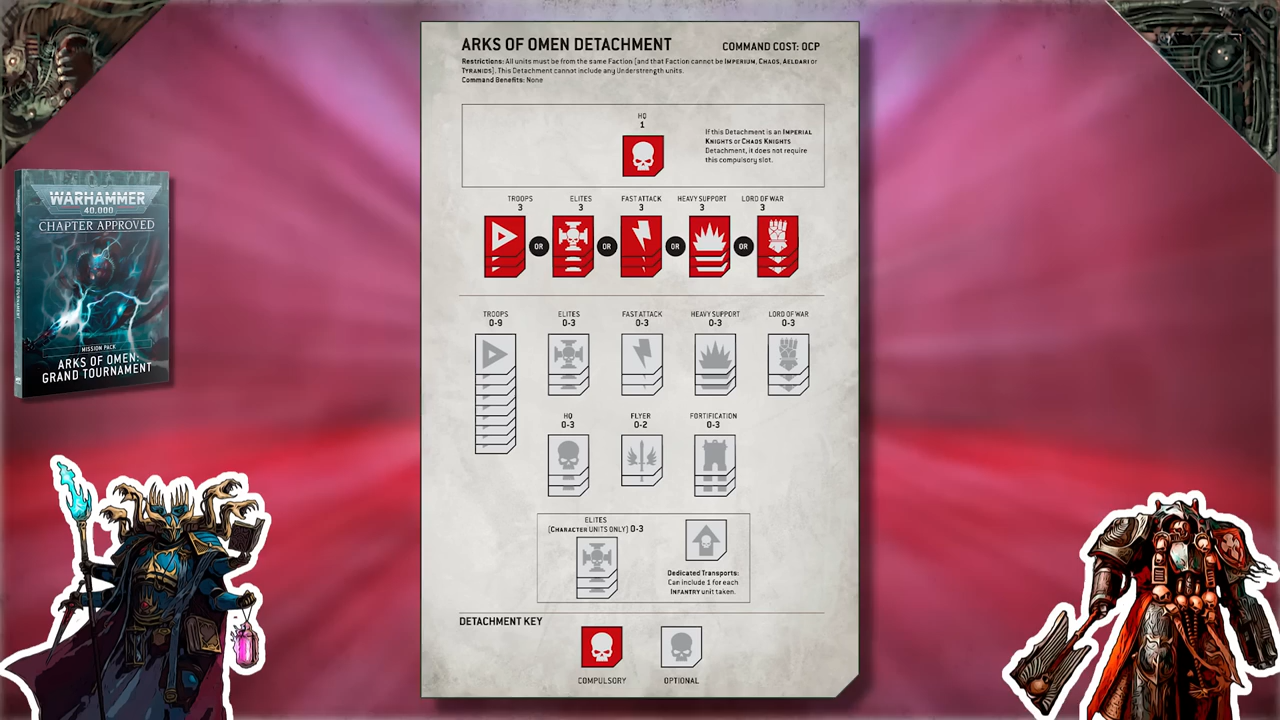 ARKS OF OMEN DETACHMENT
COMMAND COST: 0CP
Restrictions: All units must be from the same Faction (and that Faction cannot be IMPERIUM, CHAOS, AELDARI or
TYRANIDS). This Detachment cannot include any Understrength units.
Command Benefits: None
HQ
1
If this Detachment is an IMPERIAL
KNIGHTS or CHAOS KNIGHTS
Detachment, it does not require
this compulsory slot.
TROOPS
3
ELITES
3
FAST ATTACK
3
HEAVY SUPPORT
3
LORD OF WAR
3
OR
OR
OR
OR
TROOPS
0-9
ELITES
0-3
FAST ATTACK
0-3
HEAVY SUPPORT
0-3
LORD OF WAR
0-3
HQ
0-3
FLYER
0-2
FORTIFICATION
0-3
ELITES
(CHARACTER UNITS ONLY) 0-3
Dedicated Transports:
Can include 1 for each
INFANTRY unit taken.
DETACHMENT KEY
COMPULSORY
OPTIONAL
WARHAMMER
40,000
CHAPTER APPROVED
MISSION PACK
ARKS OF OMEN:
GRAND TOURNAMENT
ARKS OF OMEN: GRAND TOURNAMENT